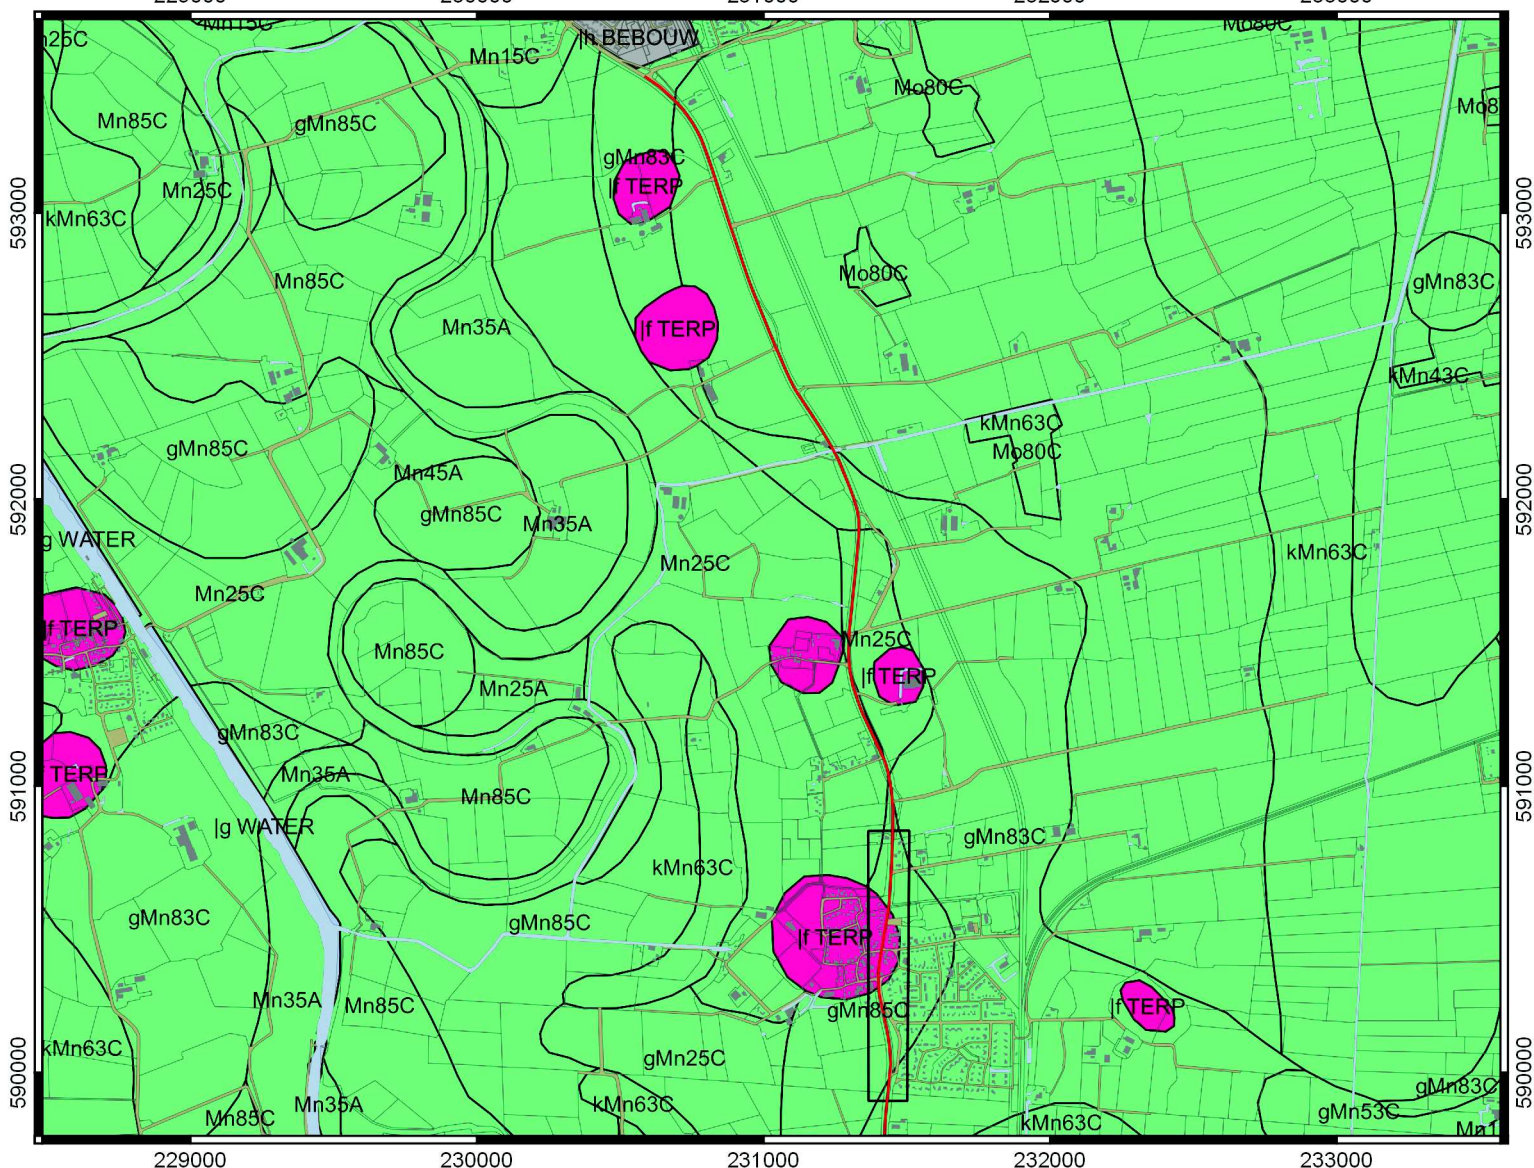 Mn15C
Mo80C
|h BEBOUW
Mn15C
Mo80C
Mn85C
gMn85C
gMn83C
|f TERP
Mn25C
kMn63C
593000
593000
Mn85C
Mo80C
gMn83C
Mn35A
|f TERP
kMn43C
kMn63C
Mo80C
gMn85C
Mn45A
gMn85C
Mn35A
592000
592000
g WATER
Mn25C
kMn63C
Mn25C
|f TERP
Mn85C
Mn25C
Mn25A
|f TERP
gMn83C
TERP
Mn35A
Mn85C
591000
591000
|g WATER
gMn83C
kMn63C
gMn83C
gMn85C
|f TERP
Mn35A
Mn85C
gMn85C
|f TERP
kMn63C
gMn25C
590000
590000
Mn85C
Mn35A
kMn63C
kMn63C
gMn53C
gMn83C
229000
230000
231000
232000
233000